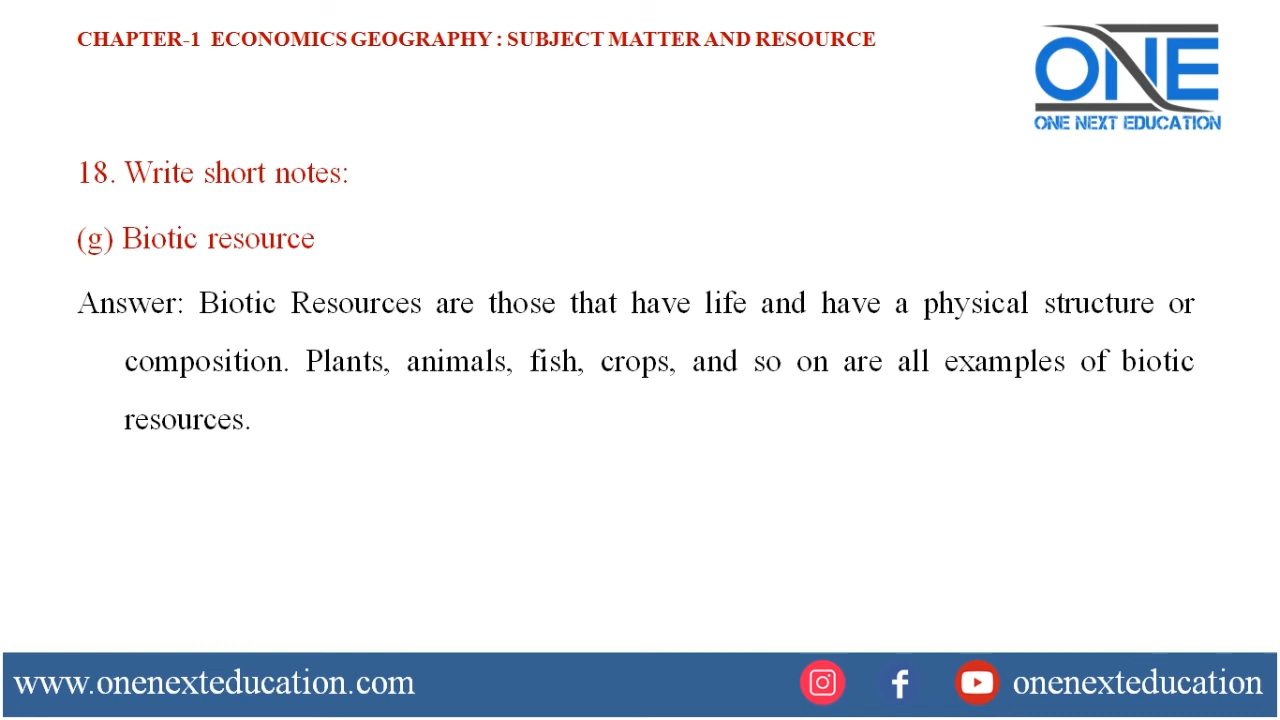 CHAPTER-1 ECONOMICS GEOGRAPHY : SUBJECT MATTER AND RESOURCE
ONE
ONE NEXT EDUCATION
18. Write short notes:
(g) Biotic resource
Answer: Biotic Resources are those that have life and have a physical structure or
composition. Plants, animals, fish, crops, and so on are all examples of biotic
resources.
www.onenexteducation.com
onenexteducation